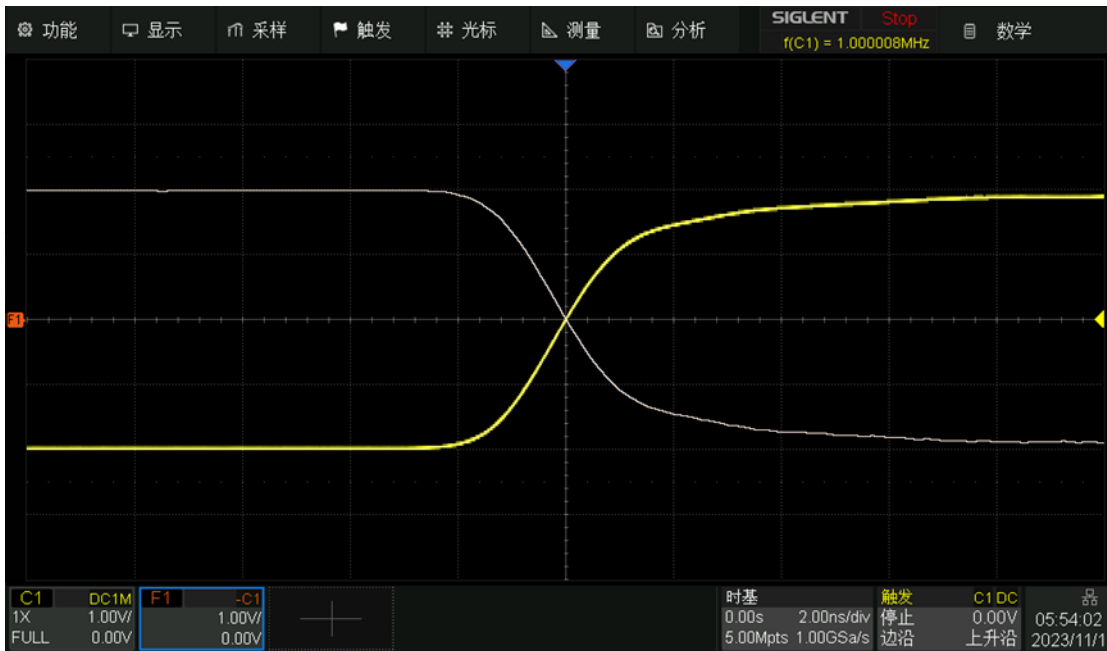 功能 显示 采样 触发 光标 测量 分析 SIGLENT Stop 数学
f(C1) = 1.000008MHz
F1
C1 DC1M F1 -C1 时基 触发 C1 DC
1X 1.00V/ 1.00V/ 0.00s 2.00ns/div 停止 0.00V 05:54:02
FULL 0.00V 0.00V 5.00Mpts 1.00GSa/s 边沿 上升沿 2023/11/1